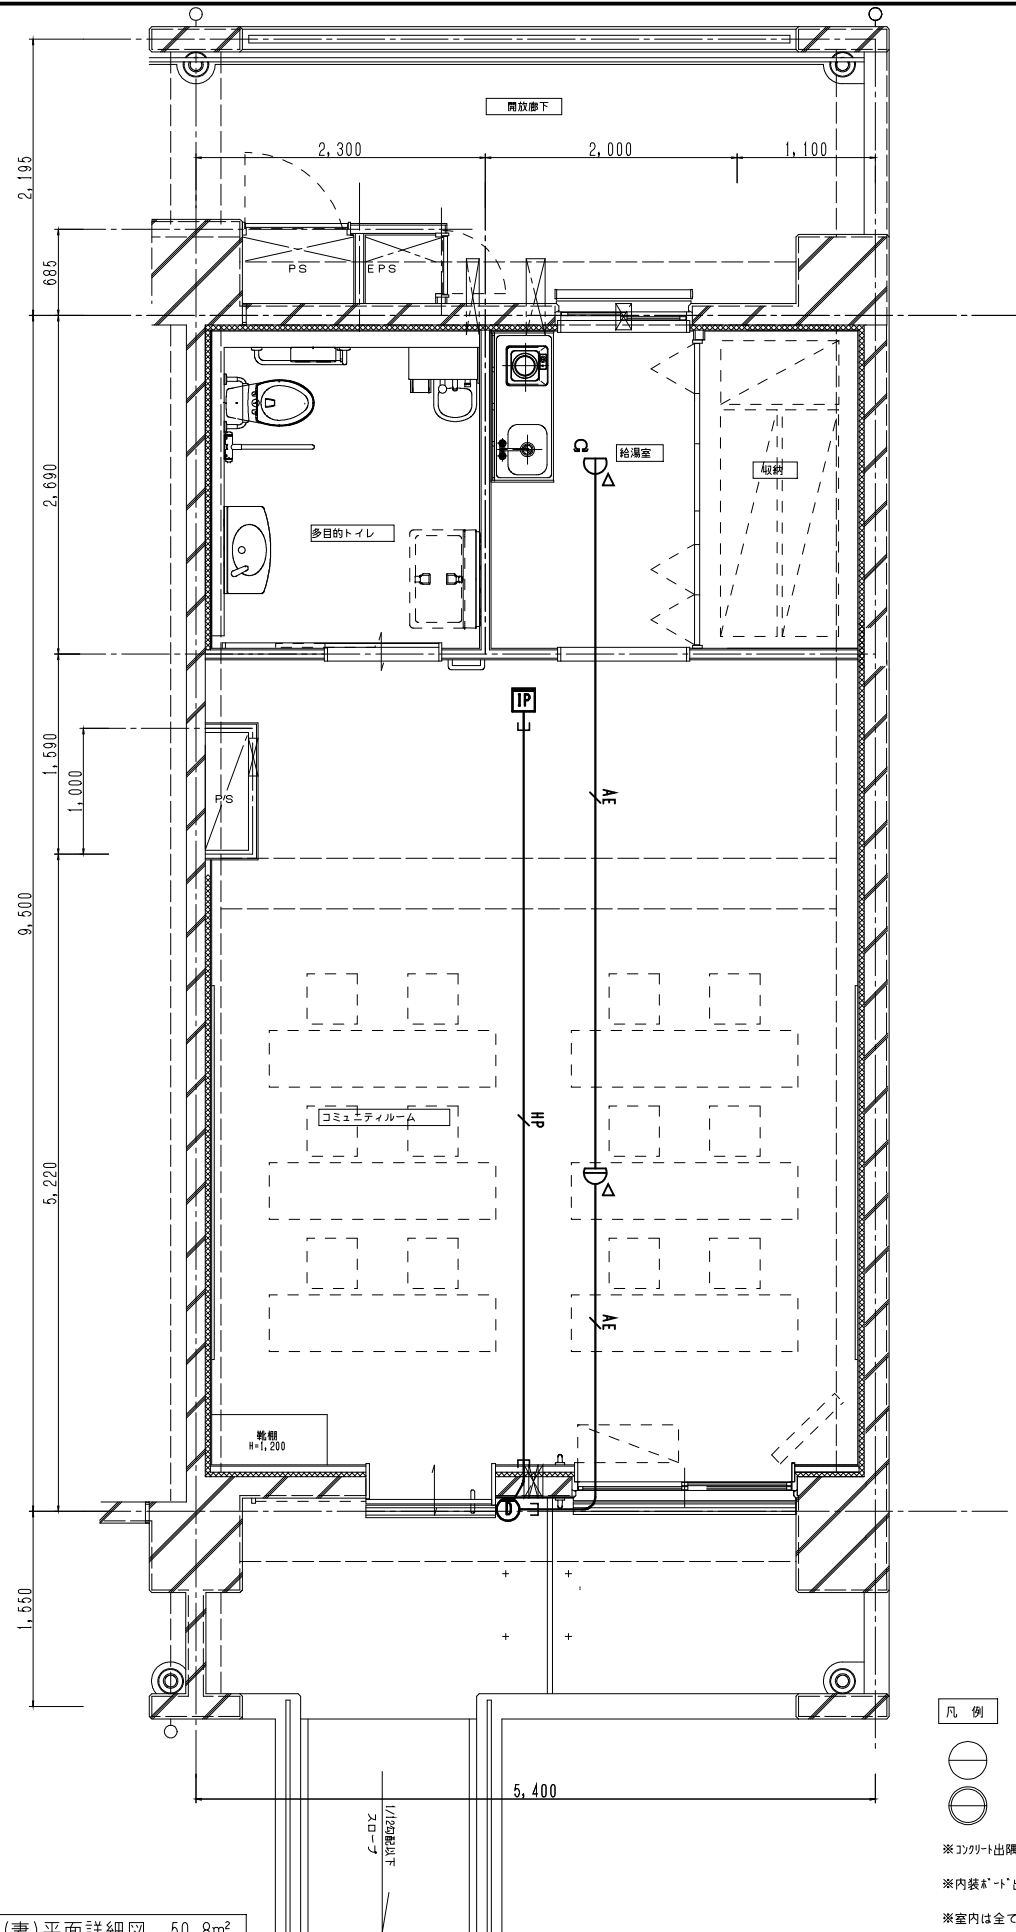 開放廊下
2,300
2,000
1,100
2,195
685
PS
EPS
2,690
給湯室
収納
多目的トイレ
Ω
IP
1,590
1,000
P/S
AE
9,500
コミュニティルーム
HP
5,220
AE
靴棚
H=1,200
D
1,550
凡 例
5,400
1/12勾配以下
スロープ
※コンクリート出隅
※内装ボード
※室内は全て
(妻)平面詳細図 50.8m²